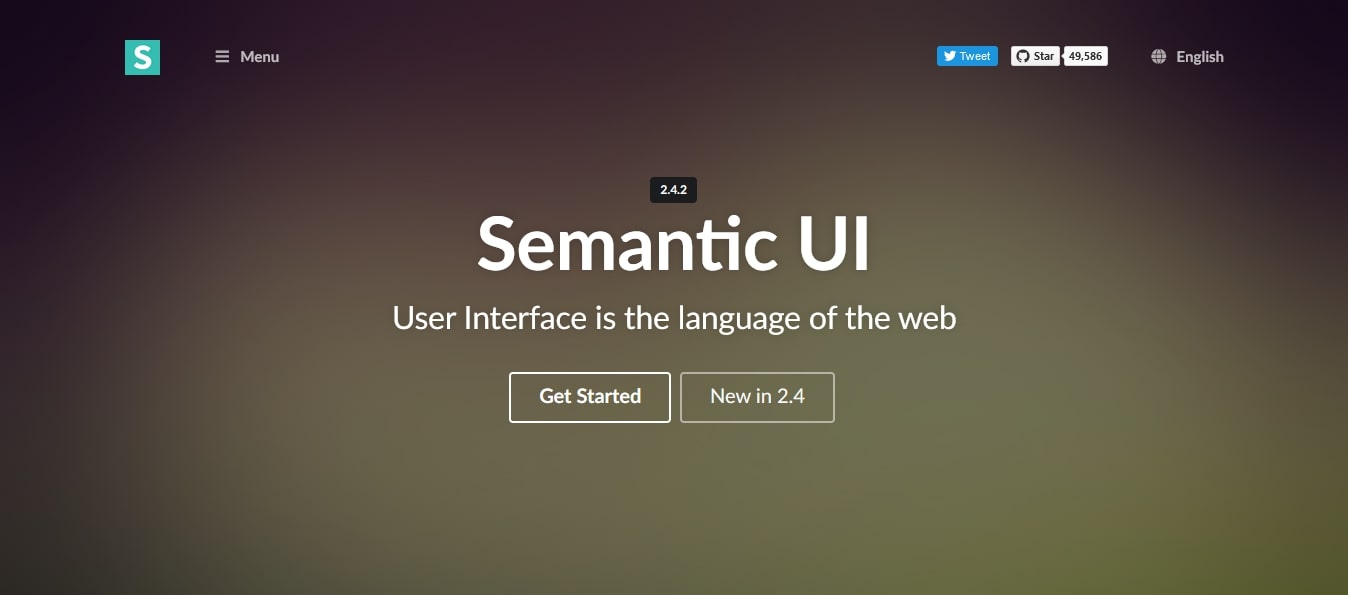 S Menu Tweet Star 49,586 English
2.4.2
Semantic UI
User Interface is the language of the web
Get Started New in 2.4